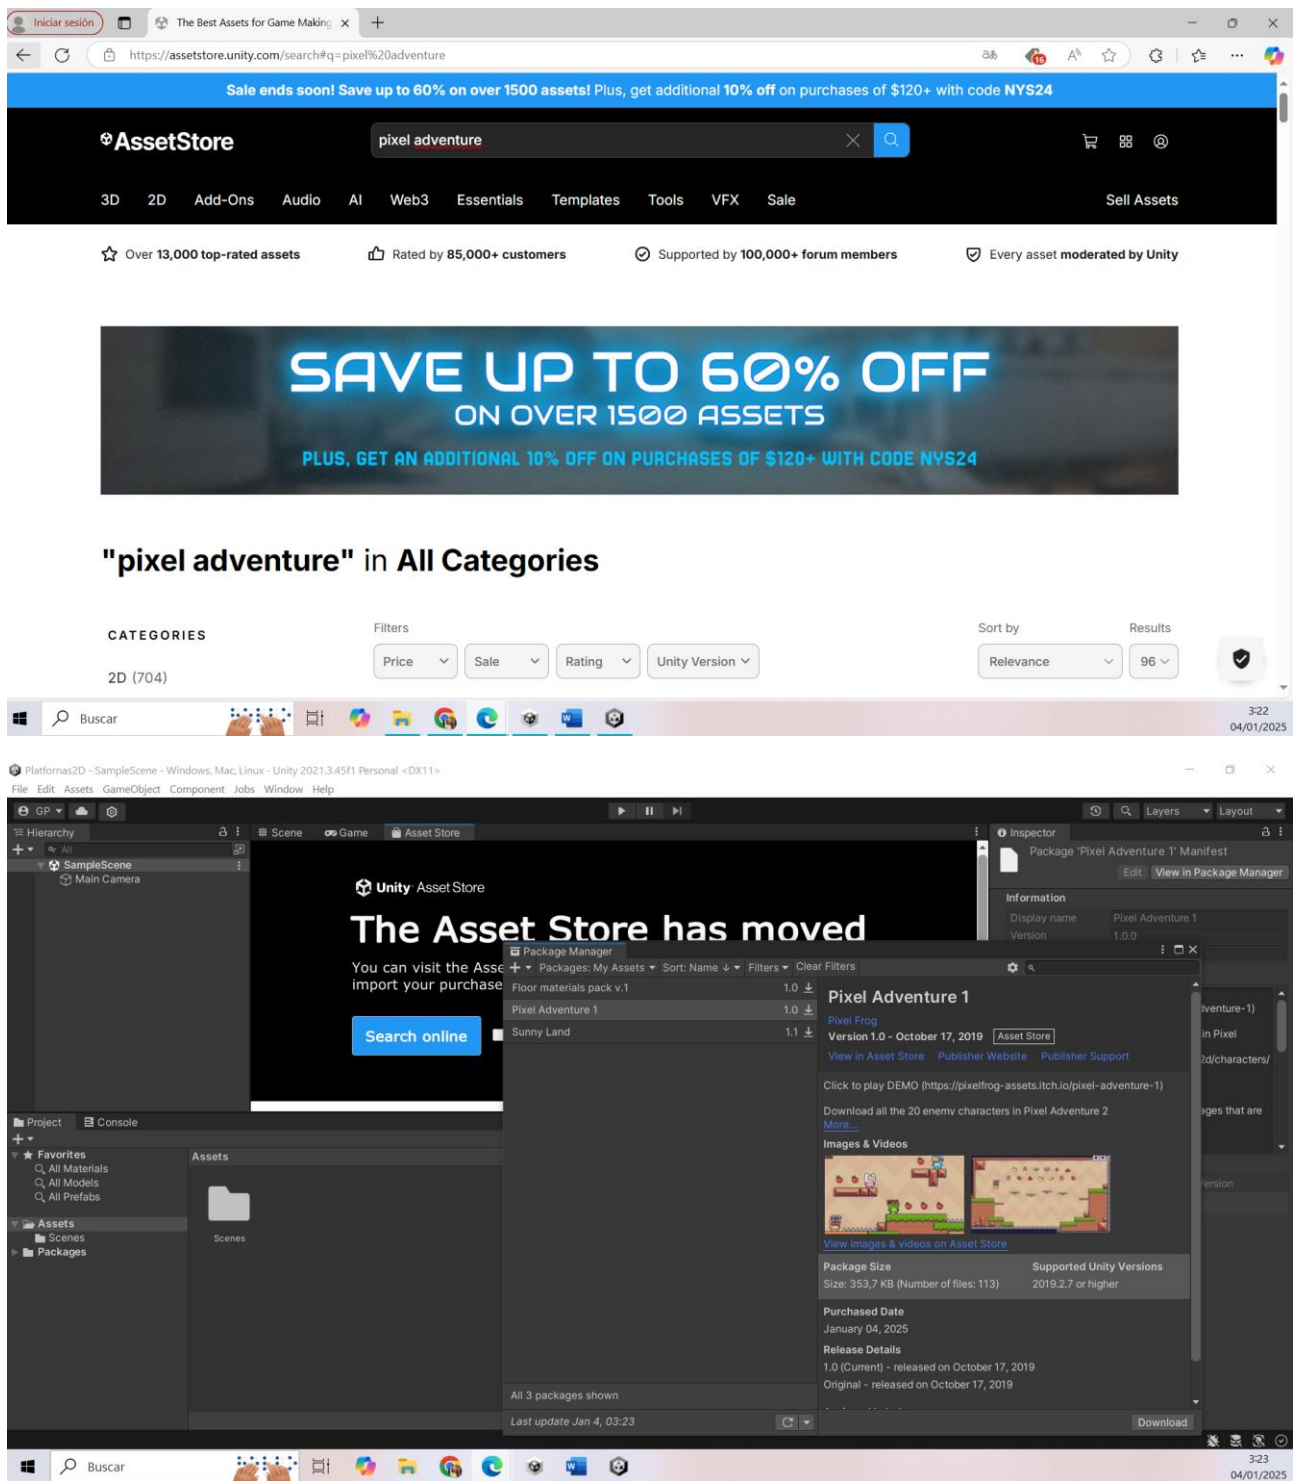 Iniciar sesión
The Best Assets for Game Making
https://assetstore.unity.com/search#q=pixel%20adventure
16
Sale ends soon! Save up to 60% on over 1500 assets! Plus, get additional 10% off on purchases of $120+ with code NYS24
AssetStore
pixel adventure
3D 2D Add-Ons Audio AI Web3 Essentials Templates Tools VFX Sale Sell Assets
Over 13,000 top-rated assets Rated by 85,000+ customers Supported by 100,000+ forum members Every asset moderated by Unity
SAVE UP TO 60% OFF
ON OVER 1500 ASSETS
PLUS, GET AN ADDITIONAL 10% OFF ON PURCHASES OF $120+ WITH CODE NYS24
"pixel adventure" in All Categories
CATEGORIES
Filters
Sort by Results
Price Sale Rating Unity Version Relevance 96
2D (704)
Buscar
3:22
04/01/2025
Platfornas2D - SampleScene - Windows, Mac, Linux - Unity 2021.3.45f1 Personal <DX11>
File Edit Assets GameObject Component Jobs Window Help
GP Layers Layout
Hierarchy Scene Game Asset Store Inspector
All
SampleScene
Main Camera
Package 'Pixel Adventure 1' Manifest
Edit View in Package Manager
Information
Display name Pixel Adventure 1
Version 1.0.0
Unity Asset Store
The Asset Store has moved
You can visit the Asse
import your purchase
Search online
Package Manager
Packages: My Assets Sort: Name ↓ Filters Clear Filters
Floor materials pack v.1 1.0
Pixel Adventure 1 1.0
Sunny Land 1.1
Pixel Adventure 1
Pixel Frog
Version 1.0 - October 17, 2019 Asset Store
View in Asset Store Publisher Website Publisher Support
Click to play DEMO (https://pixelfrog-assets.itch.io/pixel-adventure-1)
Download all the 20 enemy characters in Pixel Adventure 2
More...
Images & Videos
View images & videos on Asset Store
Package Size Supported Unity Versions
Size: 353,7 KB (Number of files: 113) 2019.2.7 or higher
Purchased Date
January 04, 2025
Release Details
1.0 (Current) - released on October 17, 2019
Original - released on October 17, 2019
All 3 packages shown
Last update Jan 4, 03:23
Download
venture-1)
in Pixel
2d/characters/
ages that are
Version
Project Console
Favorites
All Materials
All Models
All Prefabs
Assets
Scenes
Packages
Assets
Scenes
Buscar
3:23
04/01/2025